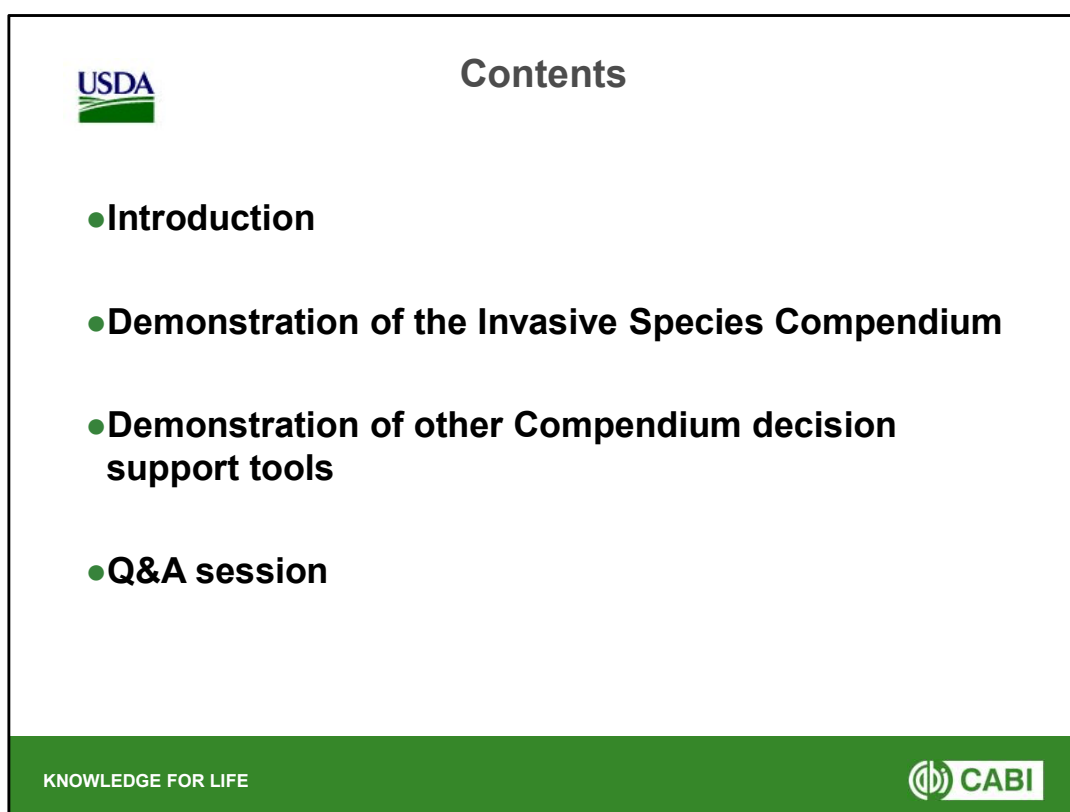 USDA
Contents
●Introduction
●Demonstration of the Invasive Species Compendium
●Demonstration of other Compendium decision
support tools
●Q&A session
KNOWLEDGE FOR LIFE
CABI